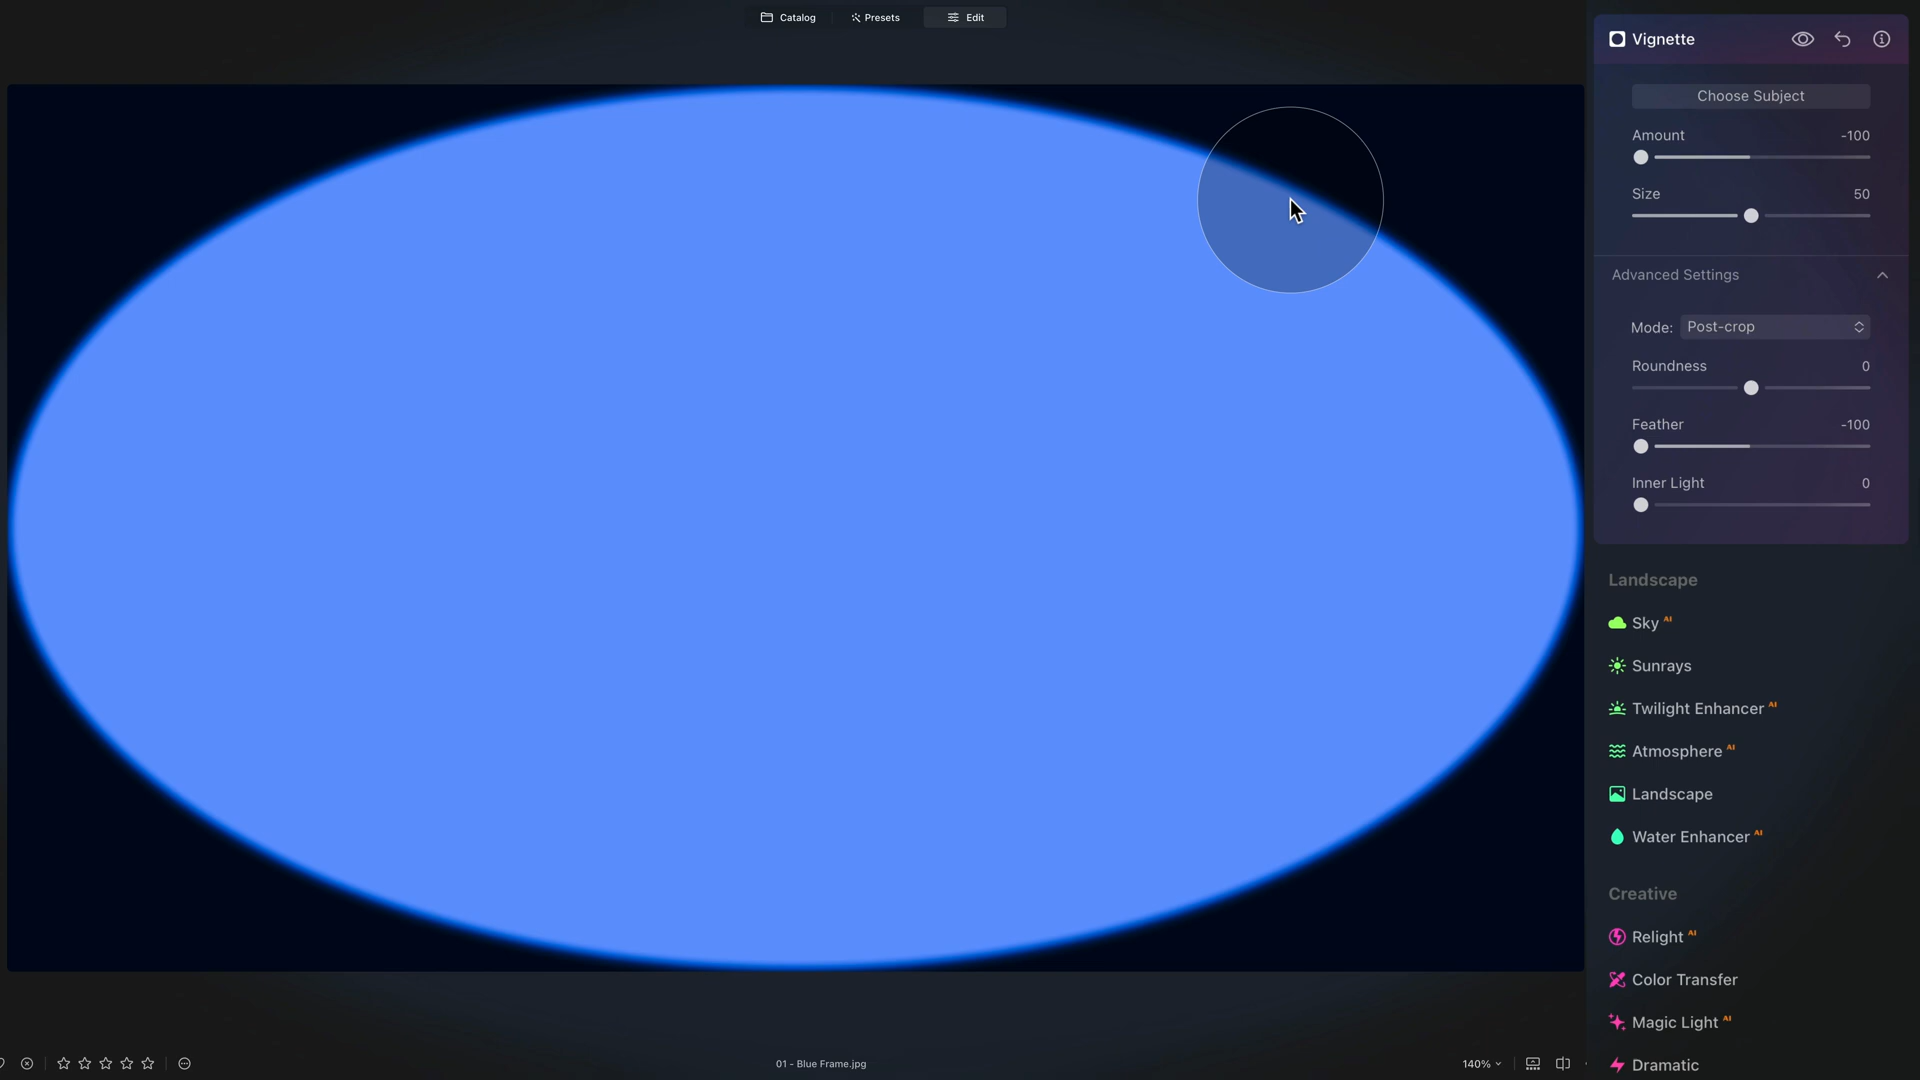 Catalog
Presets
Edit
Vignette
Choose Subject
Amount -100
Size 50
Advanced Settings
Mode: Post-crop
Roundness 0
Feather -100
Inner Light 0
Landscape
Sky AI
Sunrays
Twilight Enhancer AI
Atmosphere AI
Landscape
Water Enhancer AI
Creative
Relight AI
Color Transfer
Magic Light AI
Dramatic
01 - Blue Frame.jpg
140%